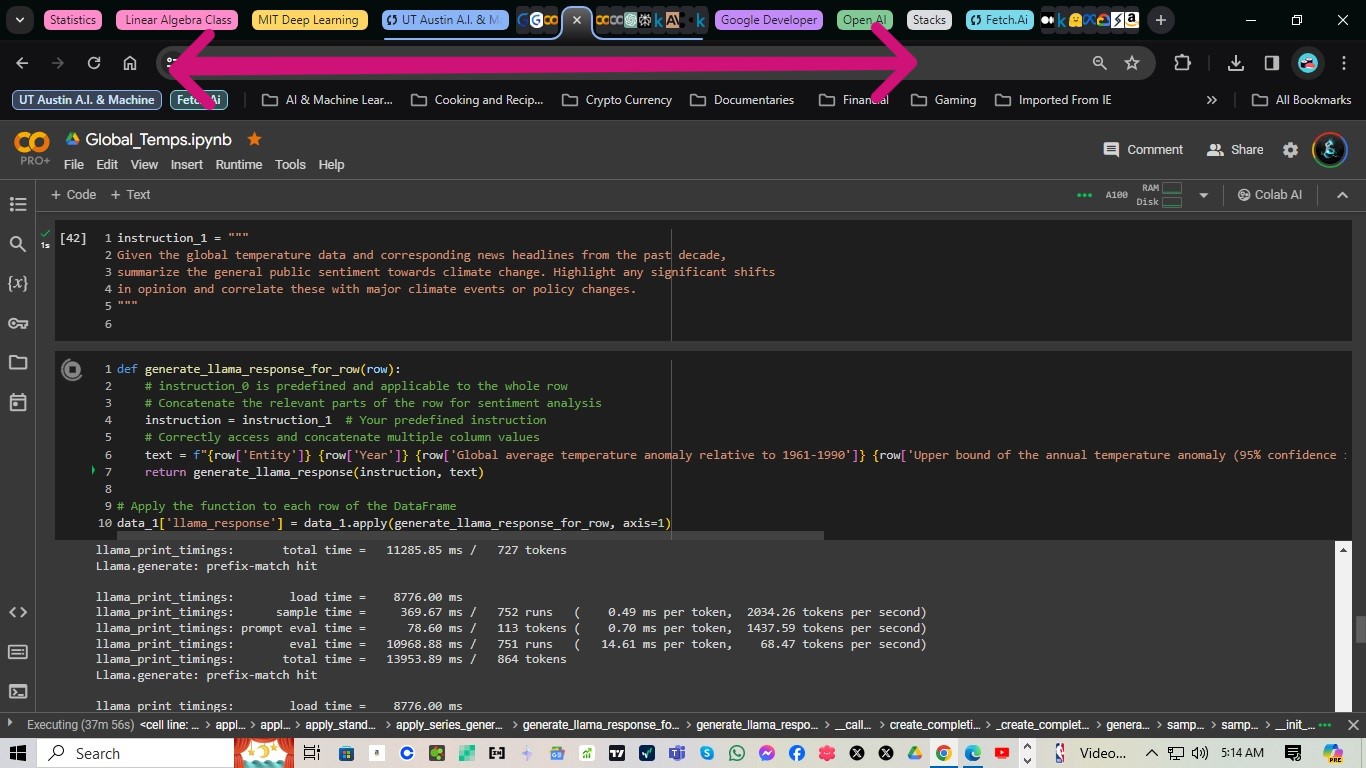 Statistics
Linear Algebra Class
MIT Deep Learning
UT Austin A.I. & M
Google Developer
Open AI
Stacks
Fetch.Ai
UT Austin A.I. & Machine
Fetch.Ai
AI & Machine Lear...
Cooking and Recip...
Crypto Currency
Documentaries
Financial
Gaming
Imported From IE
All Bookmarks
CO
PRO+
Global_Temps.ipynb
File Edit View Insert Runtime Tools Help
Comment
Share
+ Code + Text
A100
RAM
Disk
Colab AI
[42]
1s
1 instruction_1 = """
2 Given the global temperature data and corresponding news headlines from the past decade,
3 summarize the general public sentiment towards climate change. Highlight any significant shifts
4 in opinion and correlate these with major climate events or policy changes.
5 """
6
1 def generate_llama_response_for_row(row):
2 # instruction_0 is predefined and applicable to the whole row
3 # Concatenate the relevant parts of the row for sentiment analysis
4 instruction = instruction_1 # Your predefined instruction
5 # Correctly access and concatenate multiple column values
6 text = f"{row['Entity']} {row['Year']} {row['Global average temperature anomaly relative to 1961-1990']} {row['Upper bound of the annual temperature anomaly (95% confidence
7 return generate_llama_response(instruction, text)
8
9 # Apply the function to each row of the DataFrame
10 data_1['llama_response'] = data_1.apply(generate_llama_response_for_row, axis=1)
llama_print_timings: total time = 11285.85 ms / 727 tokens
Llama.generate: prefix-match hit
llama_print_timings: load time = 8776.00 ms
llama_print_timings: sample time = 369.67 ms / 752 runs ( 0.49 ms per token, 2034.26 tokens per second)
llama_print_timings: prompt eval time = 78.60 ms / 113 tokens ( 0.70 ms per token, 1437.59 tokens per second)
llama_print_timings: eval time = 10968.88 ms / 751 runs ( 14.61 ms per token, 68.47 tokens per second)
llama_print_timings: total time = 13953.89 ms / 864 tokens
Llama.generate: prefix-match hit
llama_print_timings: load time = 8776.00 ms
Executing (37m 56s) <cell line: ... > appl... > appl... > apply_stand... > apply_series_gener... > generate_llama_response_fo... > generate_llama_respo... > __call... > create_completi... > _create_complet... > genera... > samp... > samp... > __init_...
Search
Video...
5:14 AM
PRE